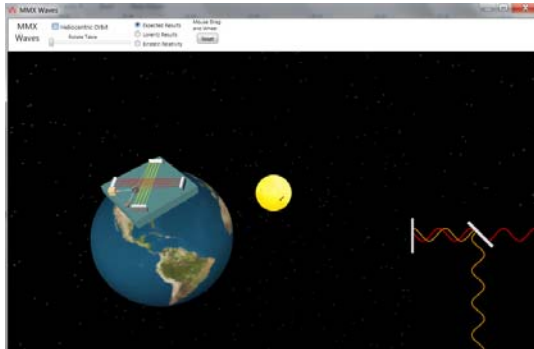 MMX Waves
MMX
Waves
Heliocentric Orbit
Rotate Table
Expected Results
Lorentz Results
Einstein Relativity
Mouse Drag
and Wheel
Reset